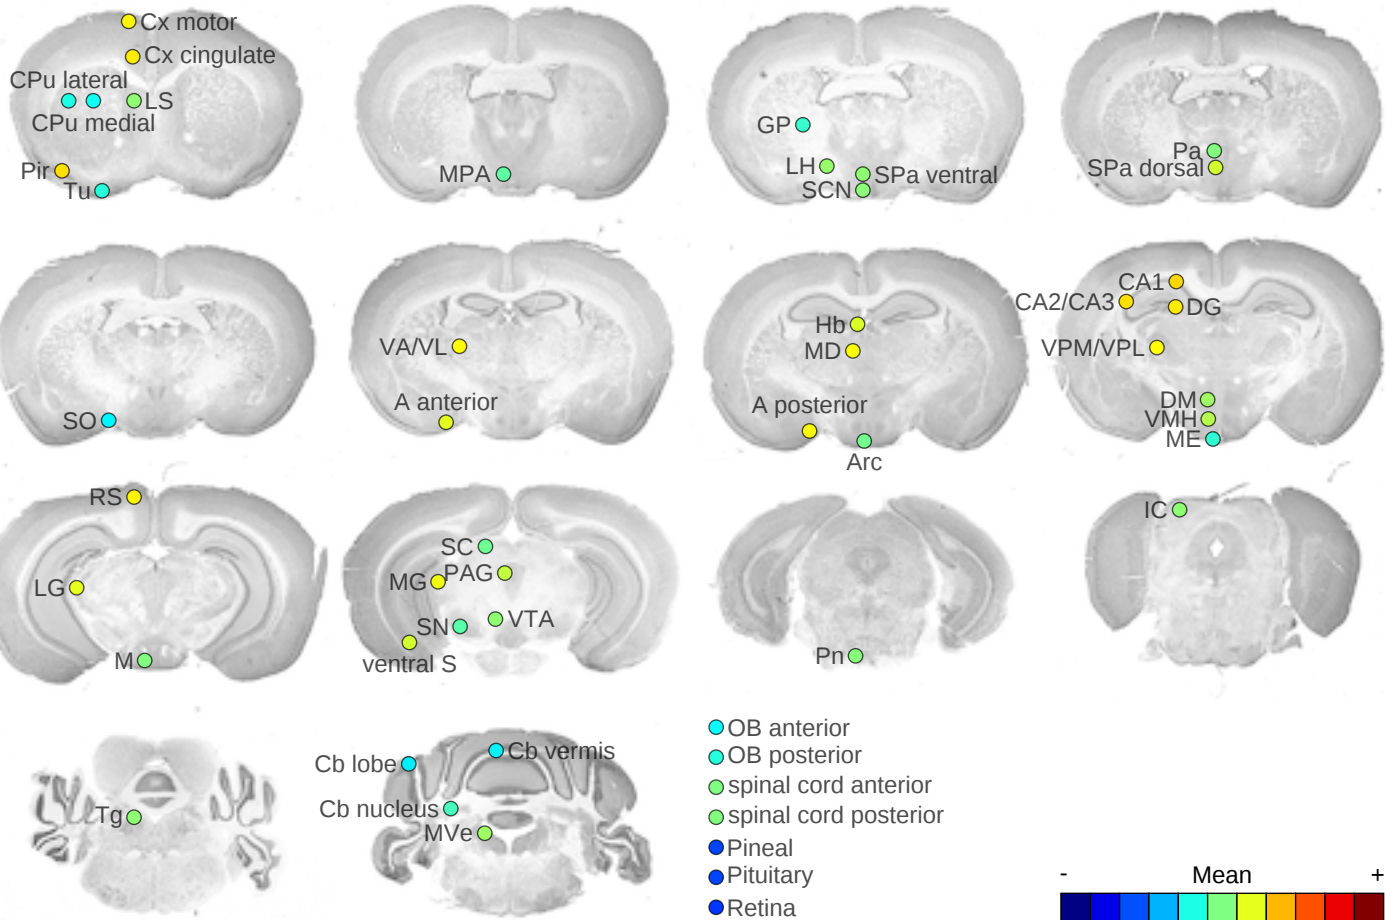 Cx motor
Cx cingulate
CPu lateral
LS
CPu medial
Pir
Tu
MPA
GP
LH
SPa ventral
SCN
Pa
SPa dorsal
SO
VA/VL
A anterior
Hb
MD
A posterior
Arc
CA1
CA2/CA3
DG
VPM/VPL
DM
VMH
ME
RS
LG
M
SC
MG
PAG
SN
VTA
ventral S
Pn
IC
Tg
Cb lobe
Cb vermis
Cb nucleus
MVe
OB anterior
OB posterior
spinal cord anterior
spinal cord posterior
Pineal
Pituitary
Retina
- Mean +